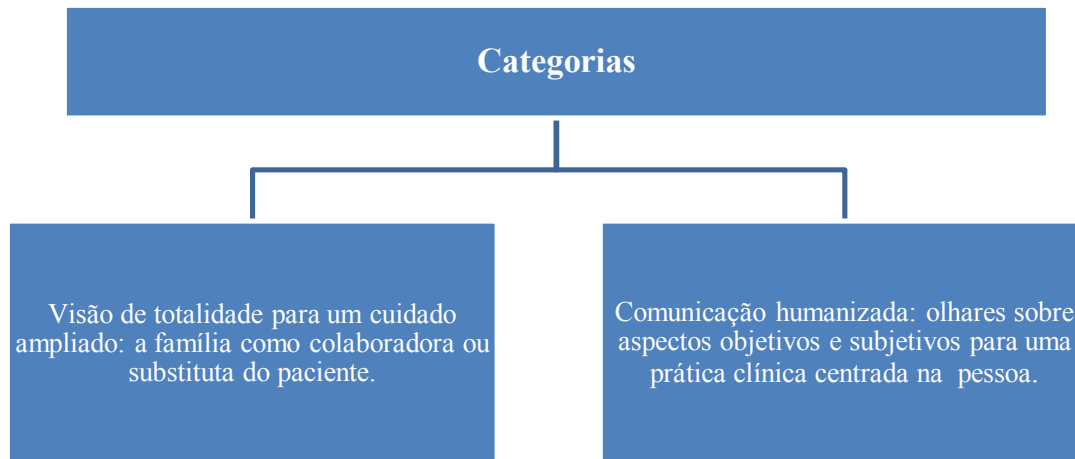 Categorias
Visão de totalidade para um cuidado
ampliado: a família como colaboradora ou
substituta do paciente.
Comunicação humanizada: olhares sobre
aspectos objetivos e subjetivos para uma
prática clínica centrada na pessoa.